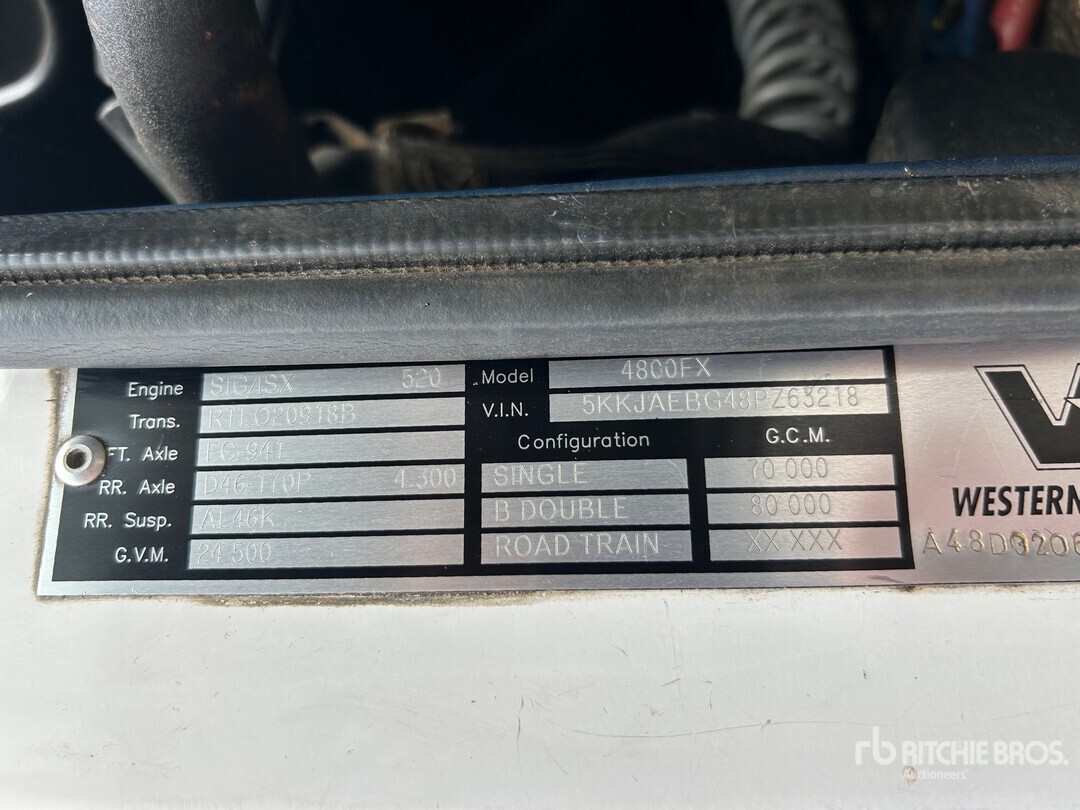 Engine SIG4SX 520
Trans. RTLO20918B
FT. Axle FG-941
RR. Axle D46-170P 4.300
RR. Susp. AL46K
G.V.M. 24 500
Model 4800FX
V.I.N. 5KKJAEBG48PZ63218
Configuration G.C.M.
SINGLE 70 000
B DOUBLE 80 000
ROAD TRAIN XX XXX
WESTERN
A48D0206
rb RITCHIE BROS.
Auctioneers